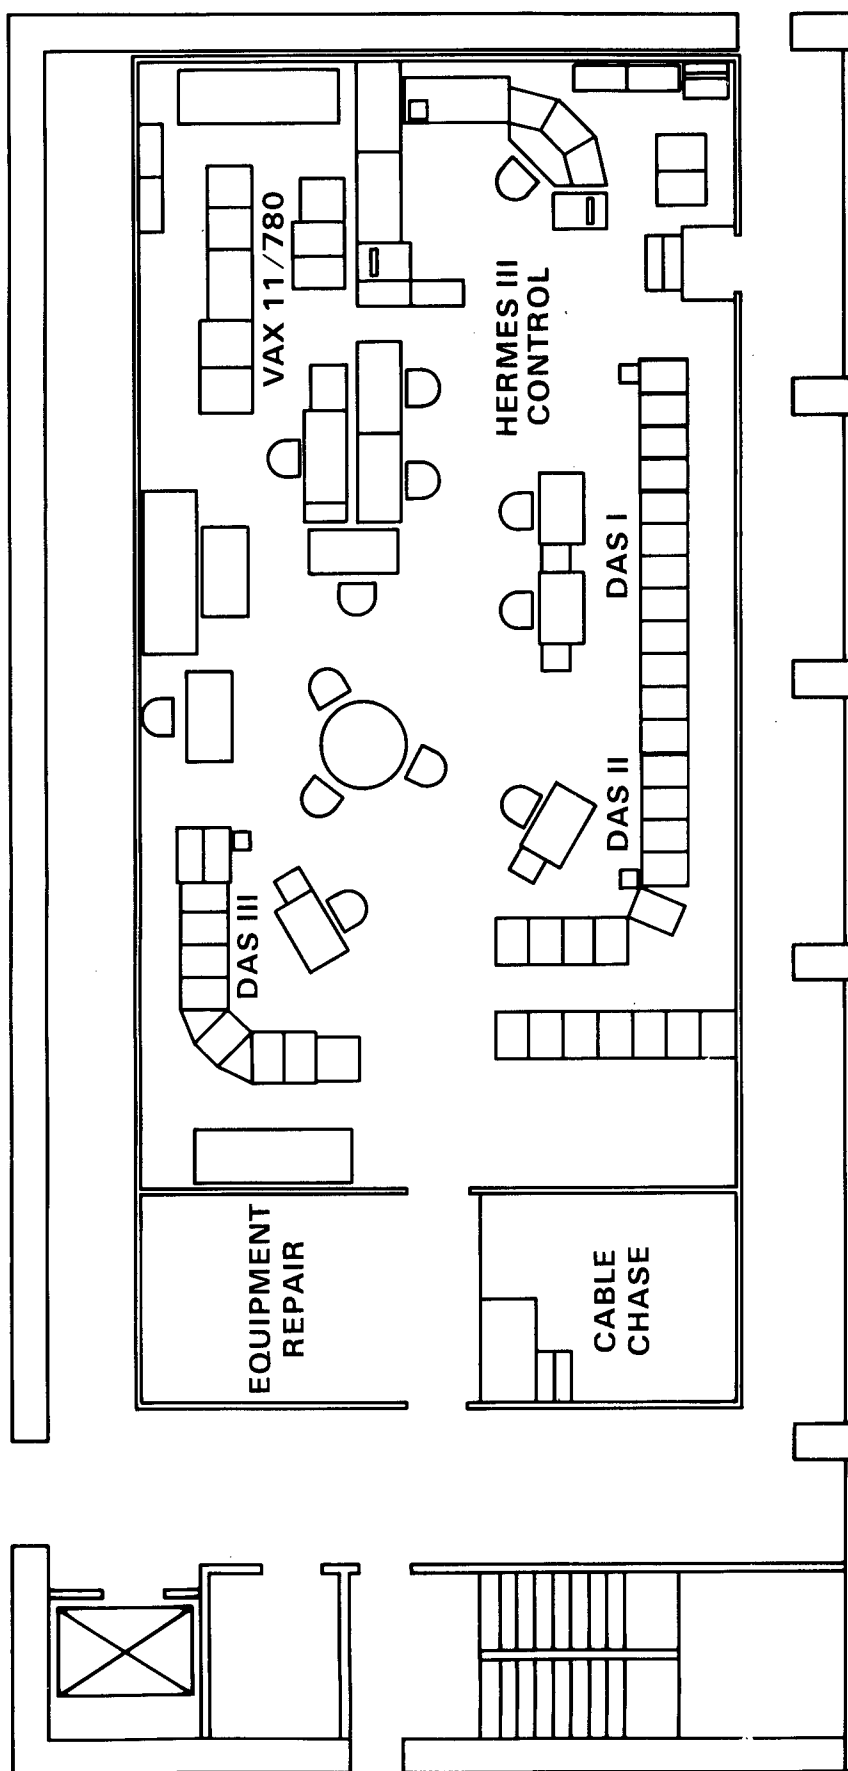 VAX 11/780
HERMES III
CONTROL
DAS I
DAS II
DAS III
EQUIPMENT
REPAIR
CABLE
CHASE